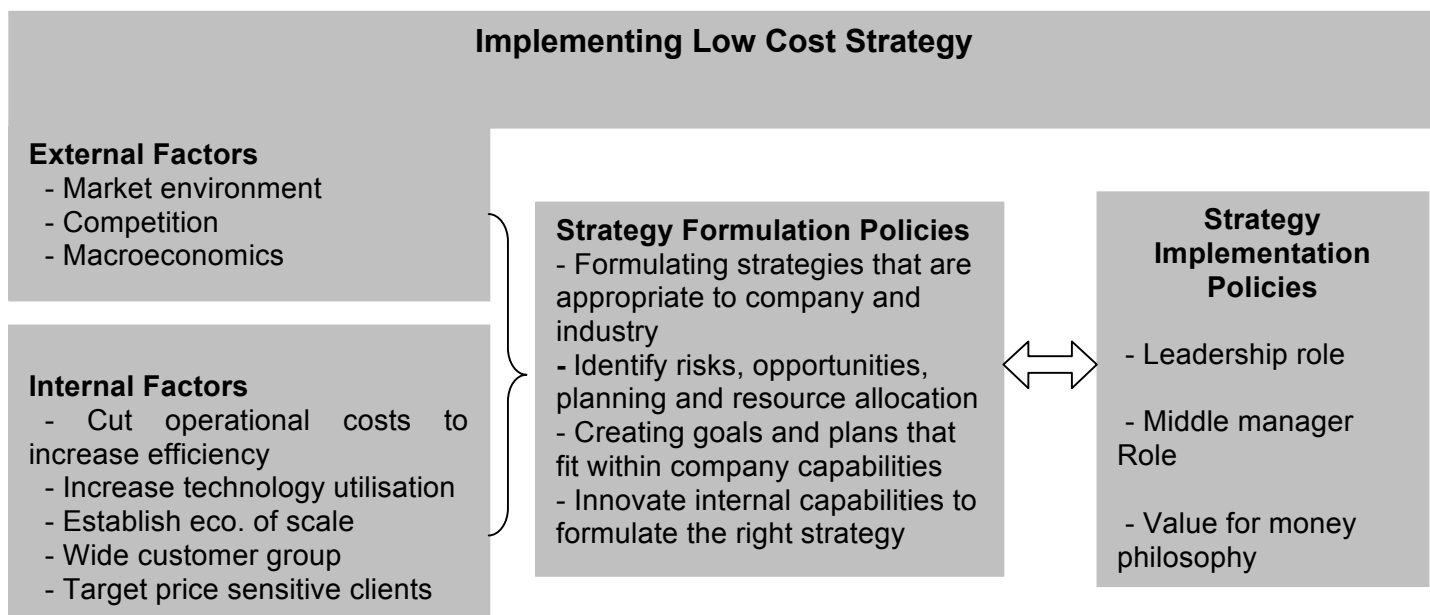 Implementing Low Cost Strategy
External Factors
- Market environment
- Competition
- Macroeconomics
Internal Factors
- Cut operational costs to
increase efficiency
- Increase technology utilisation
- Establish eco. of scale
- Wide customer group
- Target price sensitive clients
Strategy Formulation Policies
- Formulating strategies that are
appropriate to company and
industry
- Identify risks, opportunities,
planning and resource allocation
- Creating goals and plans that
fit within company capabilities
- Innovate internal capabilities to
formulate the right strategy
Strategy
Implementation
Policies
- Leadership role
- Middle manager
Role
- Value for money
philosophy